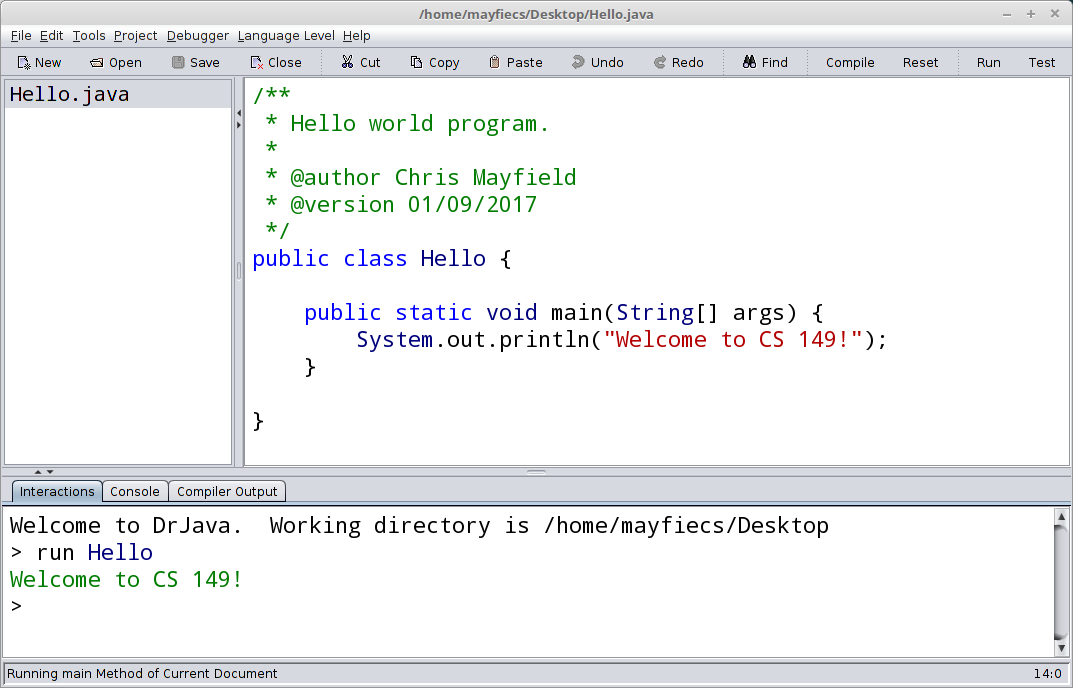 /home/mayfiecs/Desktop/Hello.java
File Edit Tools Project Debugger Language Level Help
New Open Save Close Cut Copy Paste Undo Redo Find Compile Reset Run Test
Hello.java
/**
 * Hello world program.
 *
 * @author Chris Mayfield
 * @version 01/09/2017
 */
public class Hello {
    public static void main(String[] args) {
        System.out.println("Welcome to CS 149!");
    }
}
Interactions Console Compiler Output
Welcome to DrJava.  Working directory is /home/mayfiecs/Desktop
> run Hello
Welcome to CS 149!
>
Running main Method of Current Document 14:0